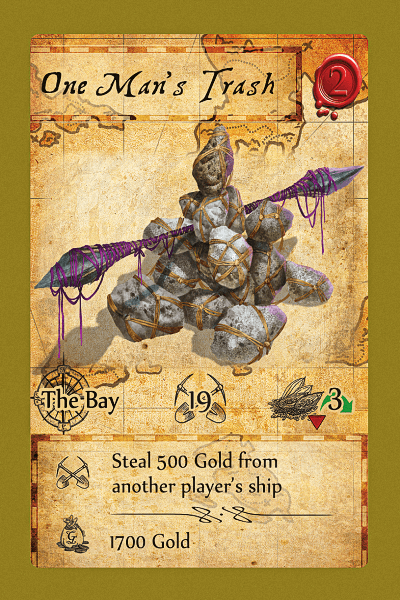 One Man's Trash
2
The Bay
19
3
Steal 500 Gold from
another player's ship
G
1700 Gold